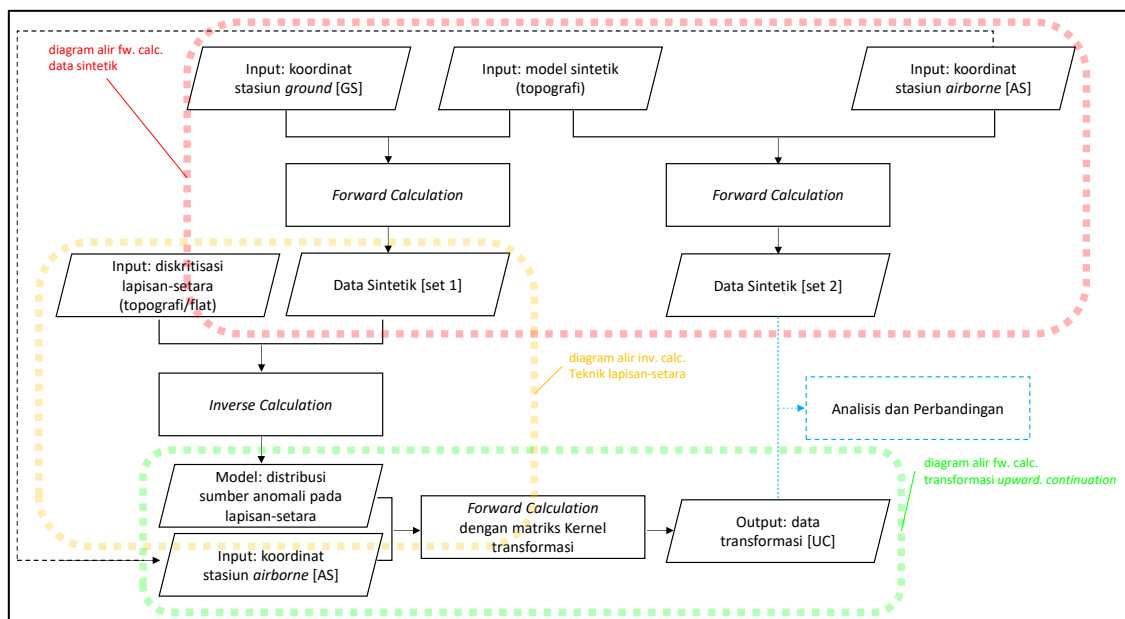 diagram alir fw. calc.
data sintetik
Input: koordinat
stasiun ground [GS]
Input: model sintetik
(topografi)
Input: koordinat
stasiun airborne [AS]
Forward Calculation
Forward Calculation
Input: diskritisasi
lapisan-setara
(topografi/flat)
Data Sintetik [set 1]
Data Sintetik [set 2]
diagram alir inv. calc.
Teknik lapisan-setara
Inverse Calculation
Analisis dan Perbandingan
Model: distribusi
sumber anomali pada
lapisan-setara
Forward Calculation
dengan matriks Kernel
transformasi
Output: data
transformasi [UC]
diagram alir fw. calc.
transformasi upward. continuation
Input: koordinat
stasiun airborne [AS]